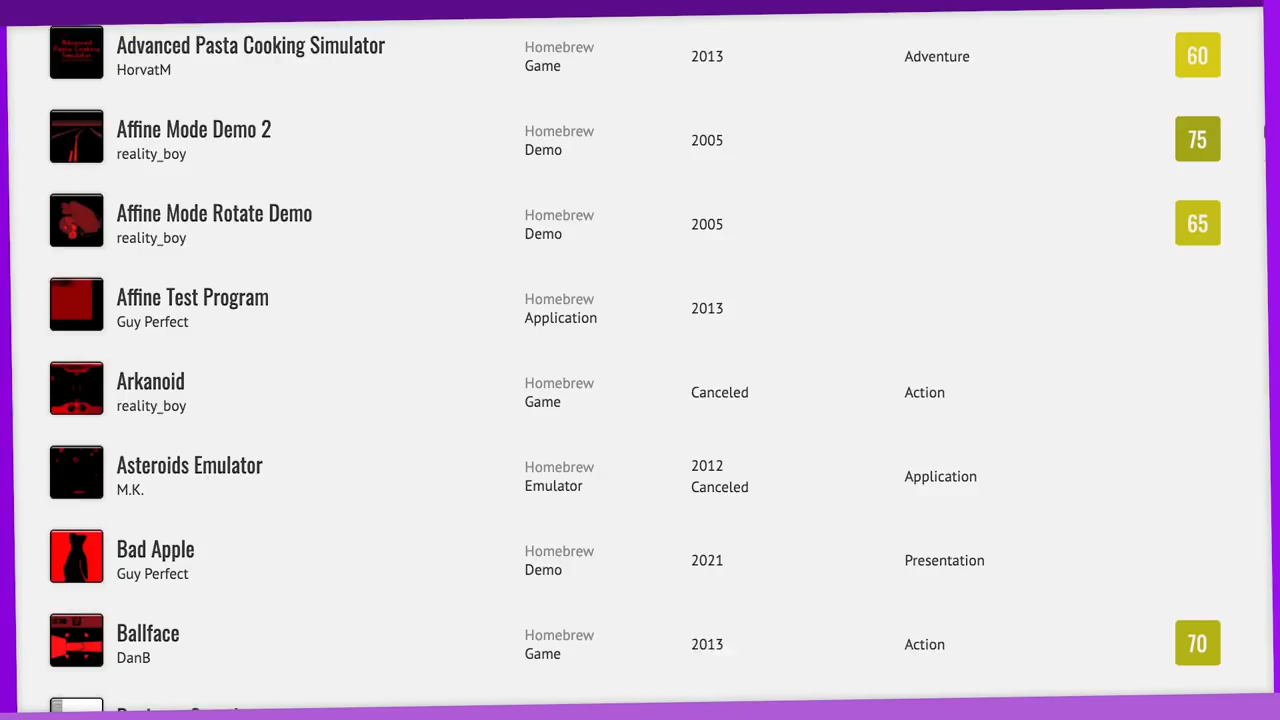 Advanced Pasta Cooking Simulator
HorvatM
Homebrew
Game
2013
Adventure
60
Affine Mode Demo 2
reality_boy
Homebrew
Demo
2005
75
Affine Mode Rotate Demo
reality_boy
Homebrew
Demo
2005
65
Affine Test Program
Guy Perfect
Homebrew
Application
2013
Arkanoid
reality_boy
Homebrew
Game
Canceled
Action
Asteroids Emulator
M.K.
Homebrew
Emulator
2012
Canceled
Application
Bad Apple
Guy Perfect
Homebrew
Demo
2021
Presentation
Ballface
DanB
Homebrew
Game
2013
Action
70